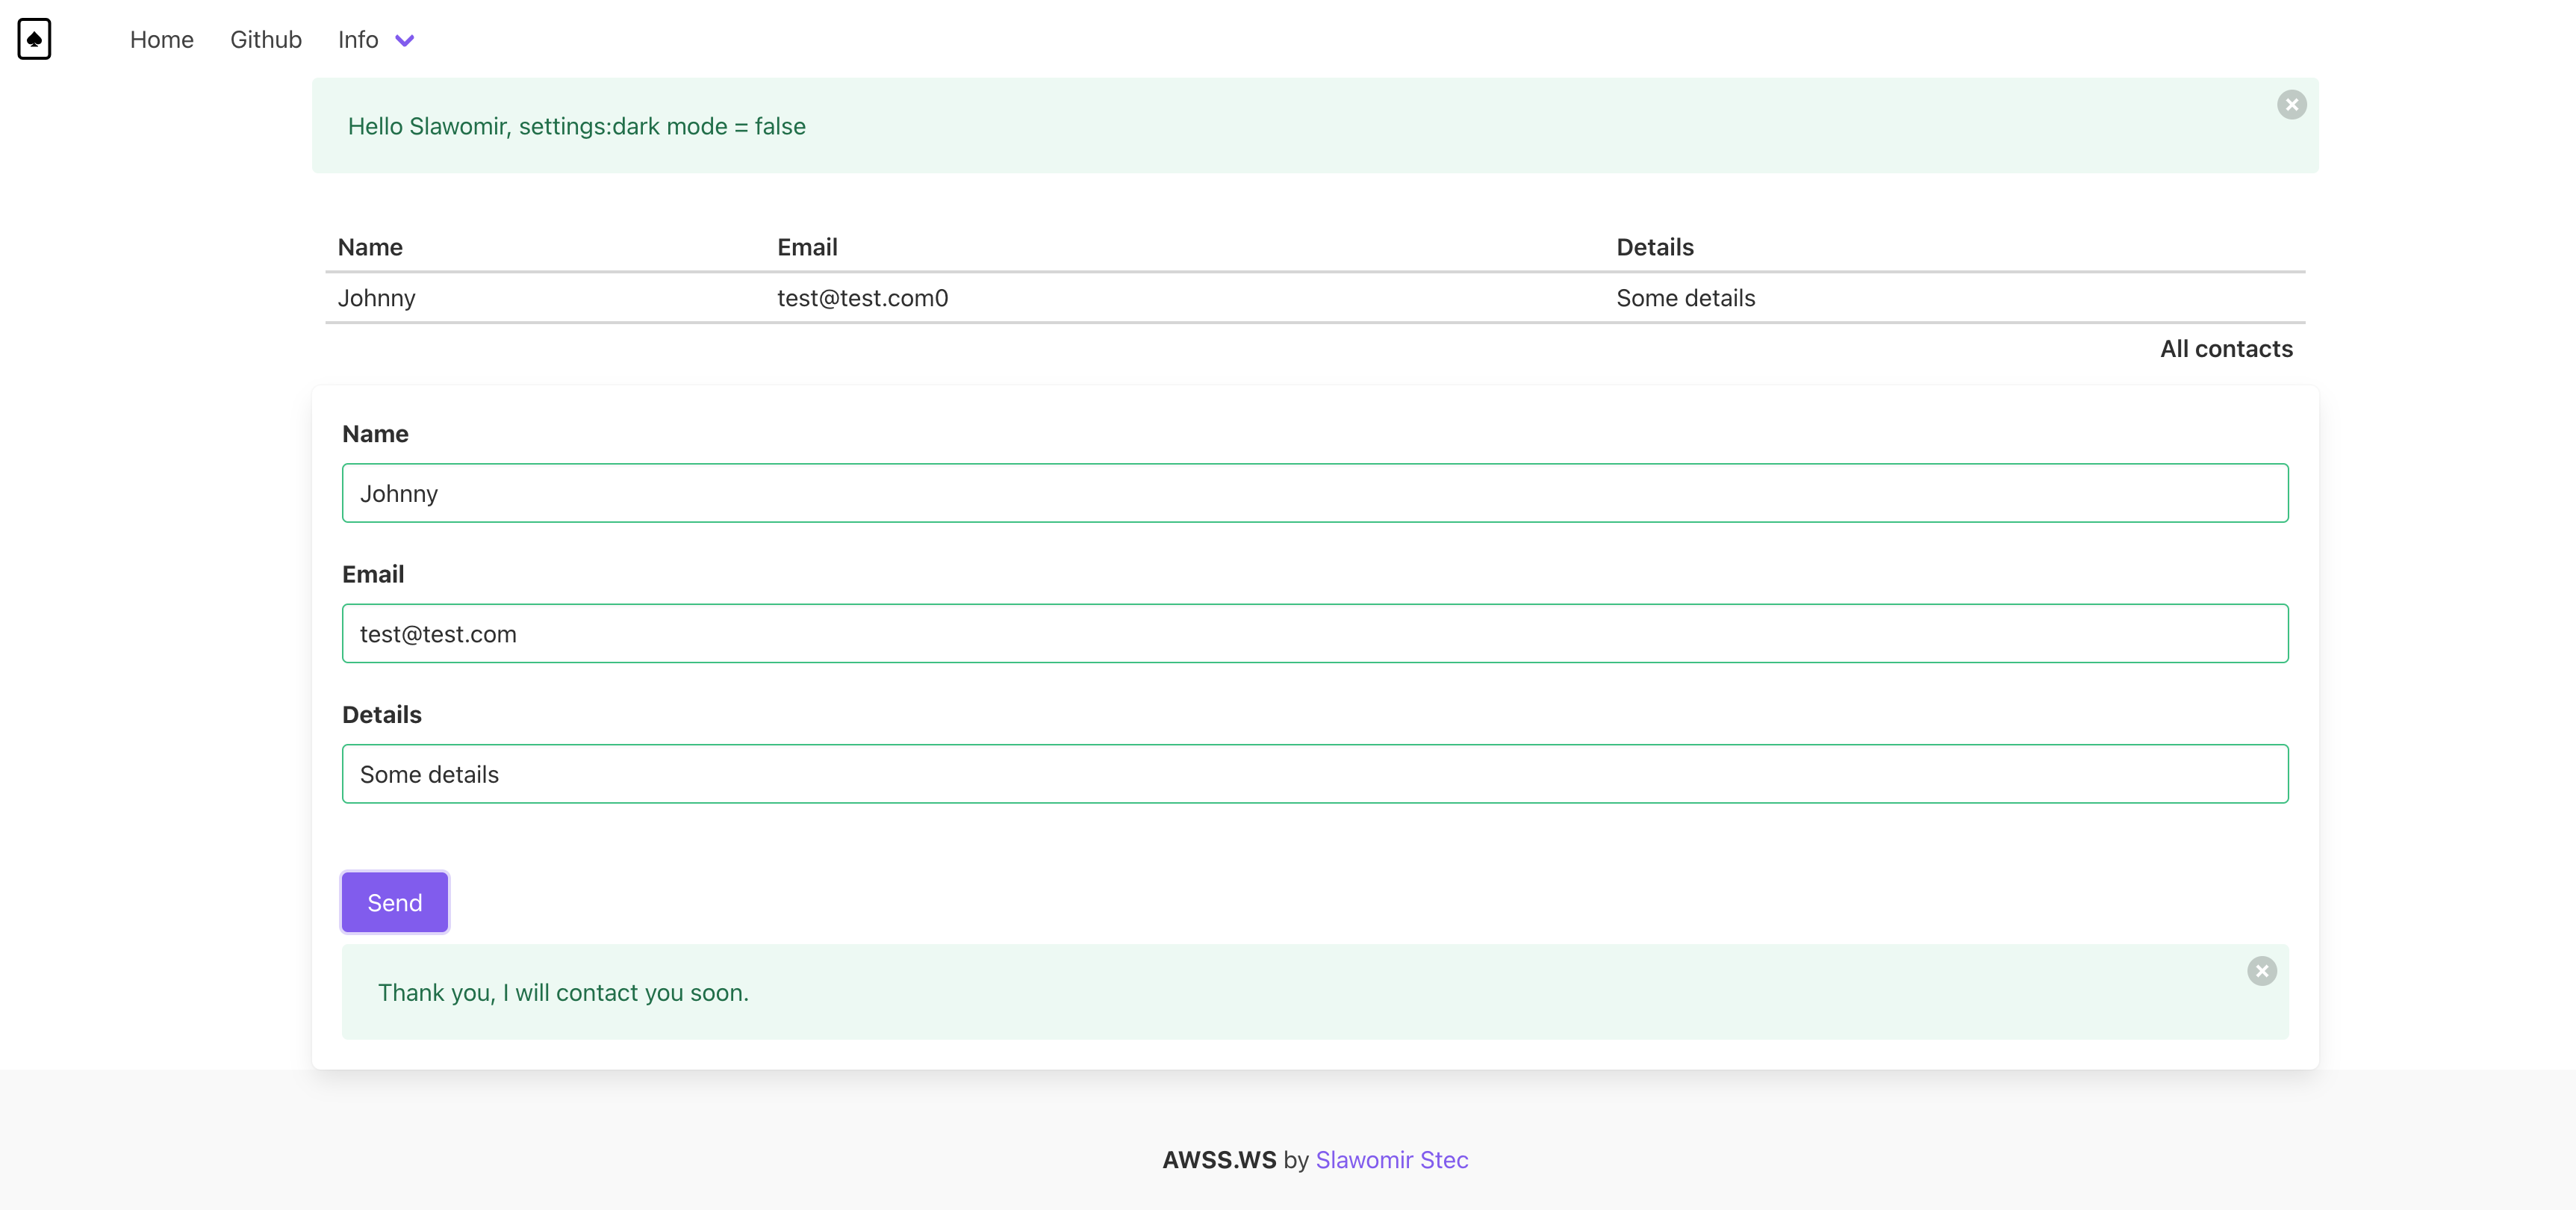 Home Github Info
Hello Slawomir, settings:dark mode = false
Name Email Details
Johnny test@test.com0 Some details
All contacts
Name
Johnny
Email
test@test.com
Details
Some details
Send
Thank you, I will contact you soon.
AWSS.WS by Slawomir Stec